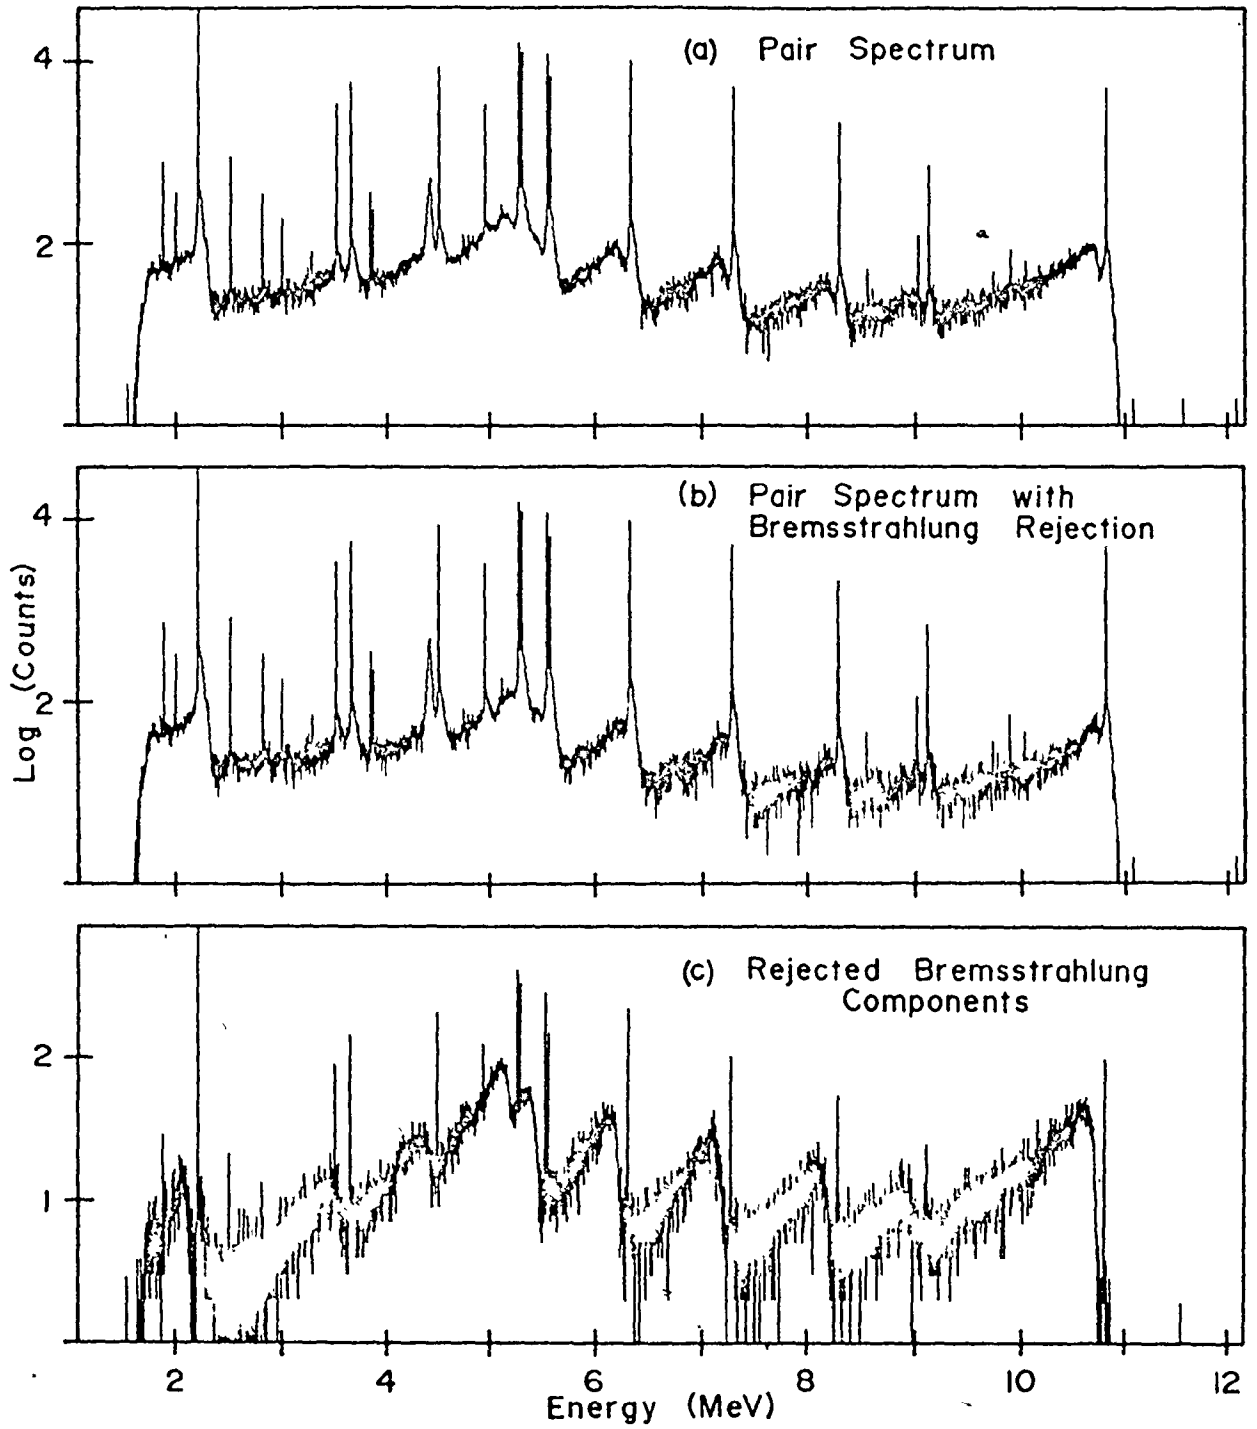 (a) Pair Spectrum
4
2
(b) Pair Spectrum with
Bremsstrahlung Rejection
4
2
Log (Counts)
(c) Rejected Bremsstrahlung
Components
2
1
2 4 6 8 10 12
Energy (MeV)